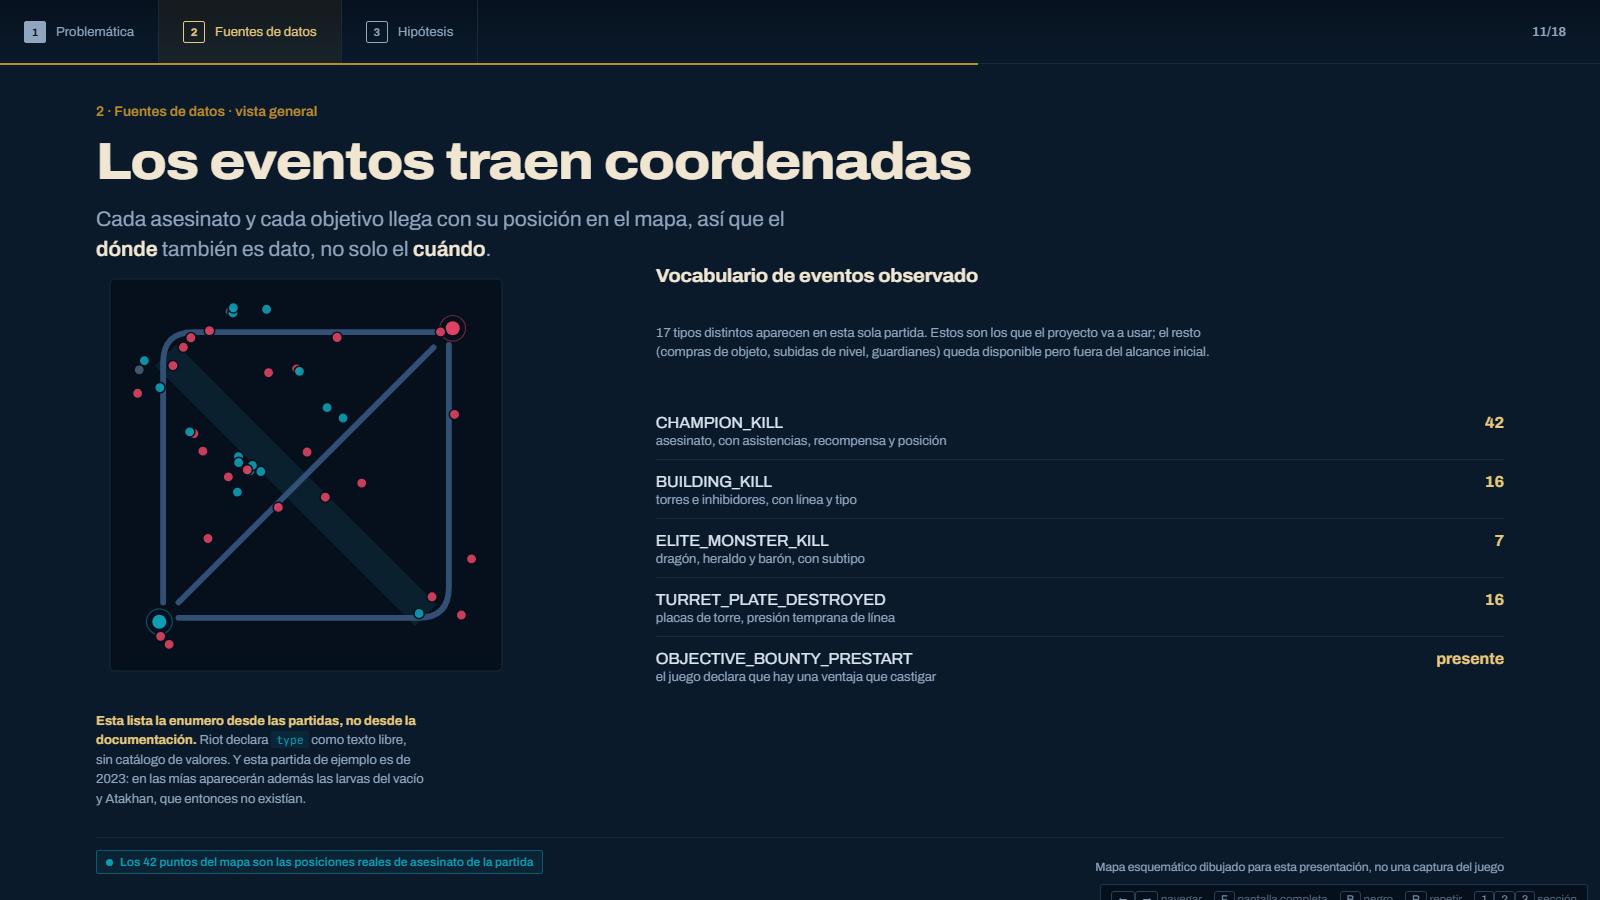 1 Problemática
2 Fuentes de datos
3 Hipótesis
11/18
2 · Fuentes de datos · vista general
Los eventos traen coordenadas
Cada asesinato y cada objetivo llega con su posición en el mapa, así que el
dónde también es dato, no solo el cuándo.
Esta lista la enumero desde las partidas, no desde la
documentación. Riot declara type como texto libre,
sin catálogo de valores. Y esta partida de ejemplo es de
2023: en las mías aparecerán además las larvas del vacío
y Atakhan, que entonces no existían.
Vocabulario de eventos observado
17 tipos distintos aparecen en esta sola partida. Estos son los que el proyecto va a usar; el resto
(compras de objeto, subidas de nivel, guardianes) queda disponible pero fuera del alcance inicial.
CHAMPION_KILL 42
asesinato, con asistencias, recompensa y posición
BUILDING_KILL 16
torres e inhibidores, con línea y tipo
ELITE_MONSTER_KILL 7
dragón, heraldo y barón, con subtipo
TURRET_PLATE_DESTROYED 16
placas de torre, presión temprana de línea
OBJECTIVE_BOUNTY_PRESTART presente
el juego declara que hay una ventaja que castigar
Los 42 puntos del mapa son las posiciones reales de asesinato de la partida
Mapa esquemático dibujado para esta presentación, no una captura del juego
← → navegar F pantalla completa B negro R repetir 1 2 3 sección